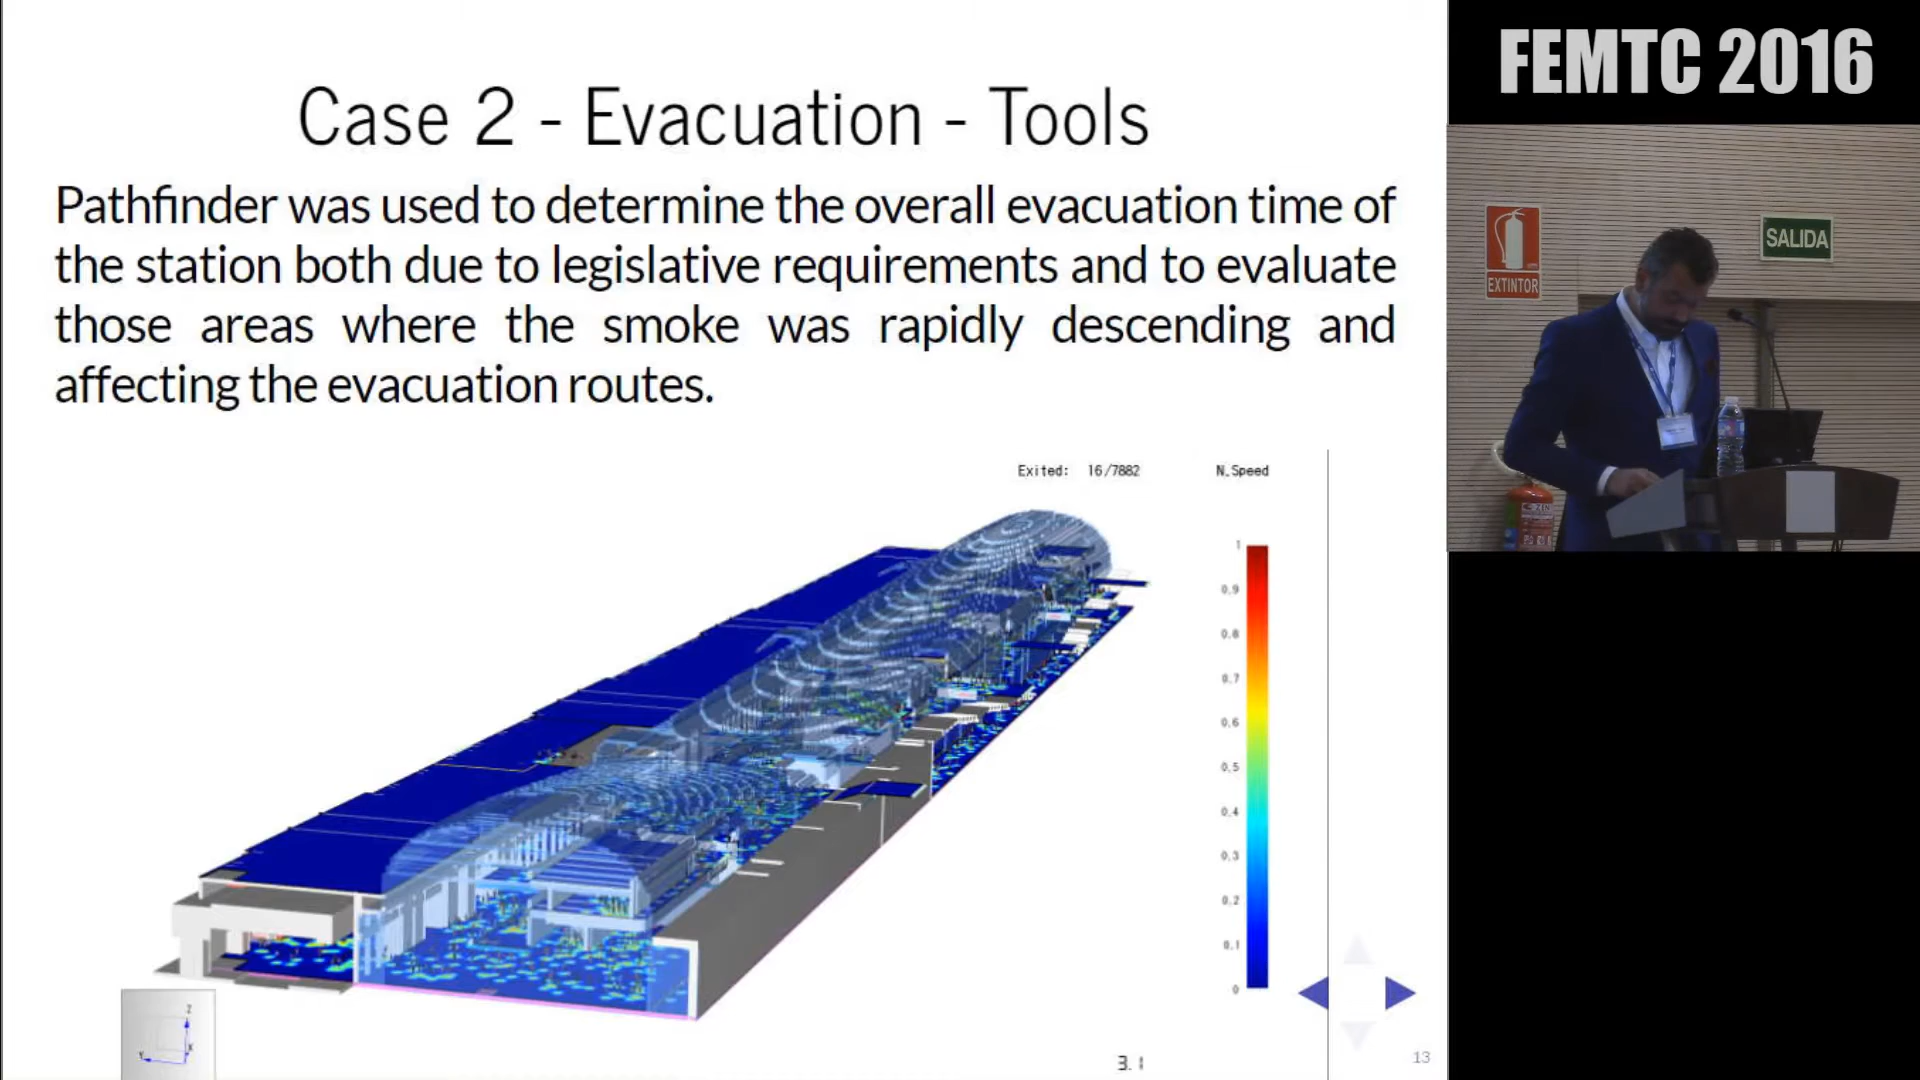 Case 2 - Evacuation - Tools
Pathfinder was used to determine the overall evacuation time of
the station both due to legislative requirements and to evaluate
those areas where the smoke was rapidly descending and
affecting the evacuation routes.
Exited: 16/7882
N.Speed
1
0.9
0.8
0.7
0.6
0.5
0.4
0.3
0.2
0.1
0
Z
Y
X
3.1
13
FEMTC 2016
EXTINTOR
SALIDA